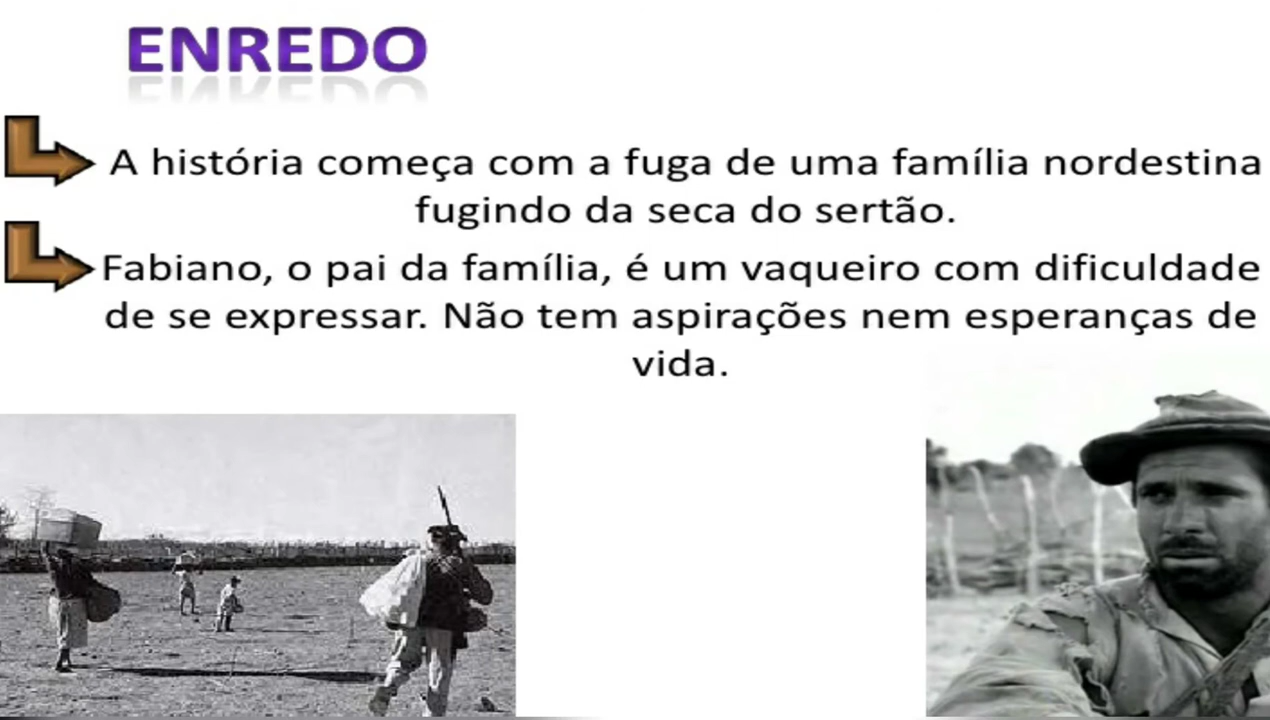 ENREDO
A história começa com a fuga de uma família nordestina
fugindo da seca do sertão.
Fabiano, o pai da família, é um vaqueiro com dificuldade
de se expressar. Não tem aspirações nem esperanças de
vida.